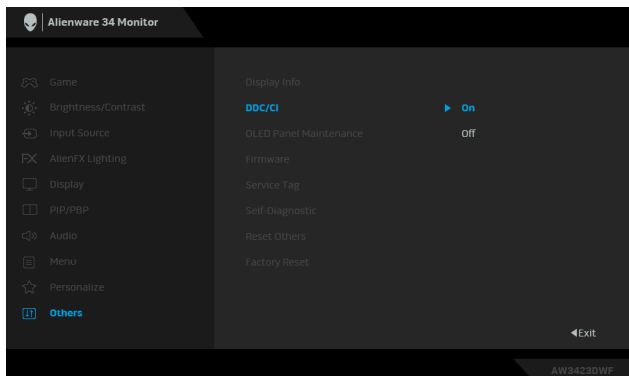 Alienware 34 Monitor
Game
Brightness/Contrast
Input Source
AlienFX Lighting
Display
PIP/PBP
Audio
Menu
Personalize
Others
Display Info
DDC/CI
On
OLED Panel Maintenance
Off
Firmware
Service Tag
Self-Diagnostic
Reset Others
Factory Reset
Exit
AW3423DWF